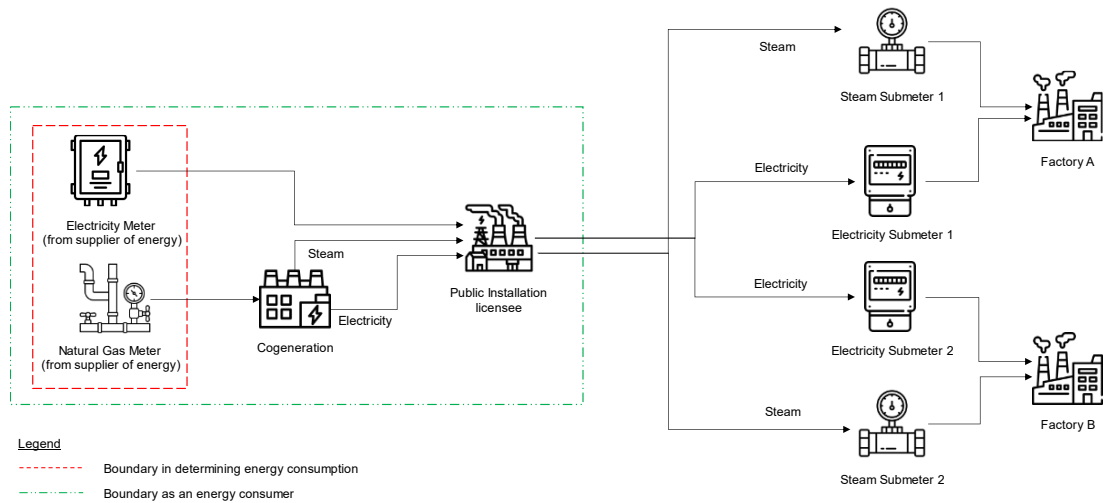 Steam
Steam Submeter 1
Factory A
Electricity
Electricity Submeter 1
Electricity Meter
(from supplier of energy)
Steam
Public Installation
licensee
Electricity
Natural Gas Meter
(from supplier of energy)
Cogeneration
Electricity
Electricity Submeter 2
Factory B
Steam
Steam Submeter 2
Legend
Boundary in determining energy consumption
Boundary as an energy consumer